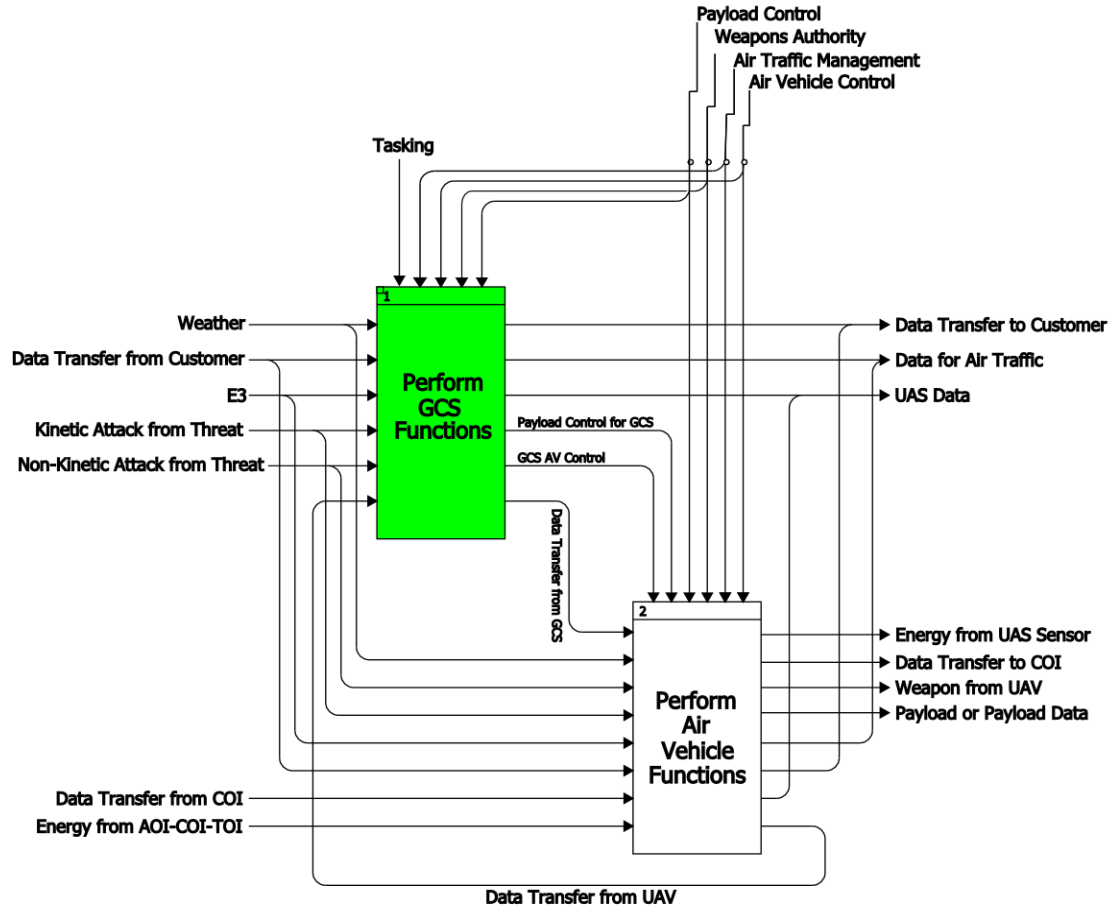 Payload Control
Weapons Authority
Air Traffic Management
Air Vehicle Control
Tasking
1
Weather
Data Transfer from Customer
E3
Kinetic Attack from Threat
Non-Kinetic Attack from Threat
Perform
GCS
Functions
Data Transfer to Customer
Data for Air Traffic
UAS Data
Payload Control for GCS
GCS AV Control
Data Transfer from GCS
2
Perform
Air
Vehicle
Functions
Energy from UAS Sensor
Data Transfer to COI
Weapon from UAV
Payload or Payload Data
Data Transfer from COI
Energy from AOI-COI-TOI
Data Transfer from UAV